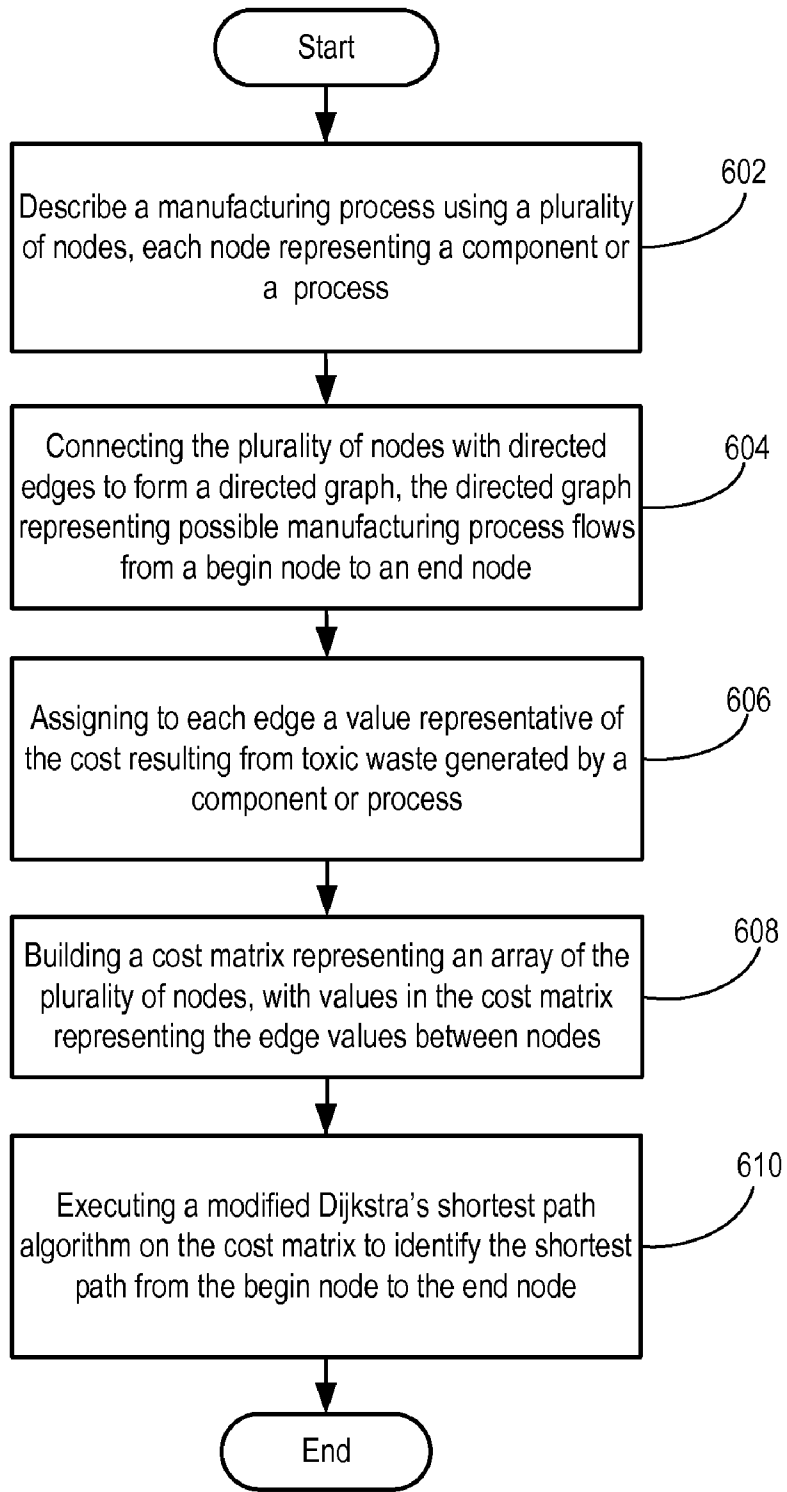 Start
602
Describe a manufacturing process using a plurality
of nodes, each node representing a component or
a process
604
Connecting the plurality of nodes with directed
edges to form a directed graph, the directed graph
representing possible manufacturing process flows
from a begin node to an end node
606
Assigning to each edge a value representative of
the cost resulting from toxic waste generated by a
component or process
608
Building a cost matrix representing an array of the
plurality of nodes, with values in the cost matrix
representing the edge values between nodes
610
Executing a modified Dijkstra’s shortest path
algorithm on the cost matrix to identify the shortest
path from the begin node to the end node
End